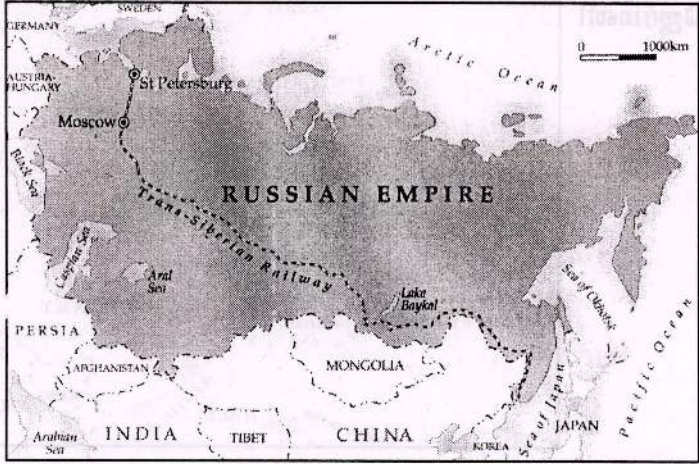 SWEDEN
GERMANY
Arctic Ocean
0 1000km
AUSTRIA-
HUNGARY
St Petersburg
Moscow
Black Sea
RUSSIAN EMPIRE
Trans-Siberian Railway
Caspian Sea
Aral
Sea
Lake
Baykal
Sea of Okhotsk
Pacific Ocean
PERSIA
AFGHANISTAN
MONGOLIA
Sea of Japan
Arabian
Sea
INDIA
TIBET
CHINA
KOREA
JAPAN